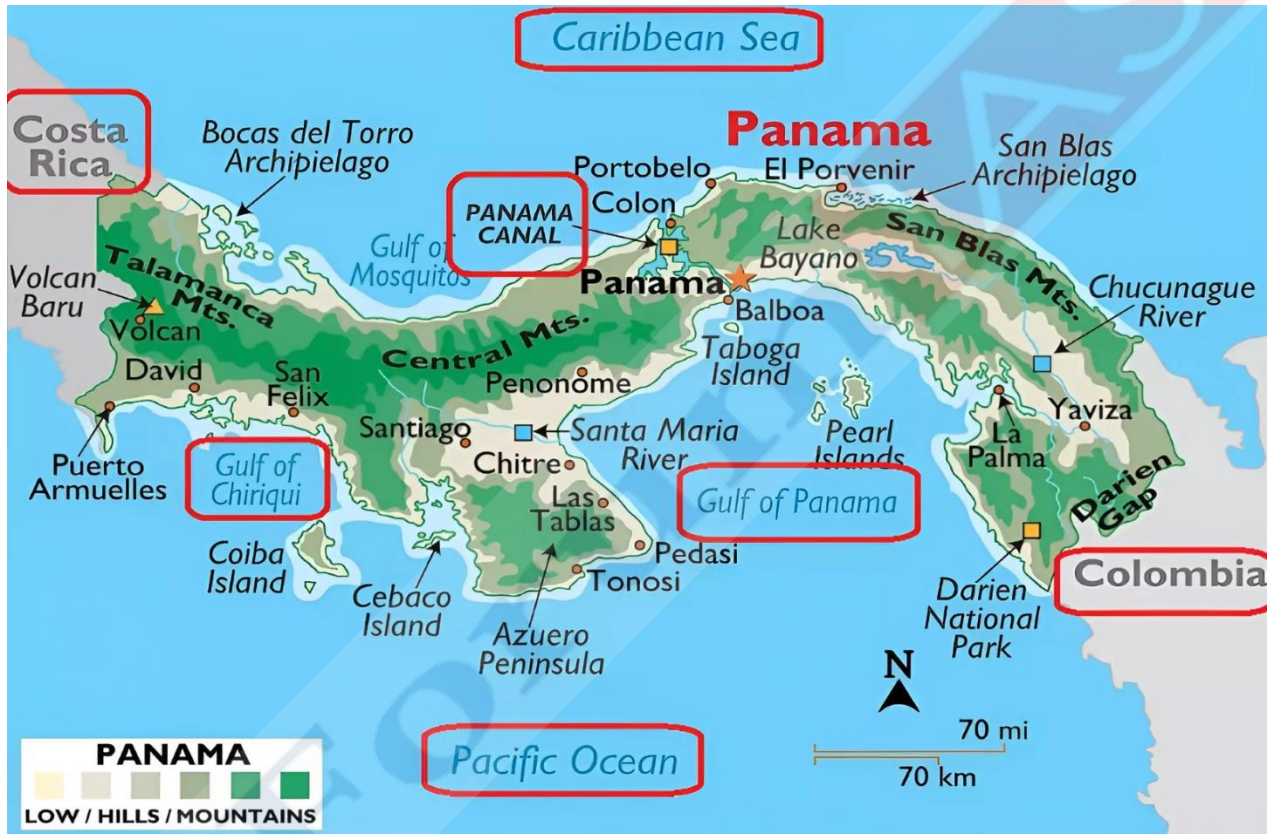 Caribbean Sea
Costa
Rica
Bocas del Torro
Archipielago
Panama
Portobelo
El Porvenir
San Blas
Archipielago
PANAMA
CANAL
Colon
Gulf of
Mosquitos
Lake
Bayano
San Blas Mts.
Talamanca
Mts.
Volcan
Baru
Volcan
Panama
Balboa
Chucunague
River
Central Mts.
Taboga
Island
David
San
Felix
Penonome
Santiago
Santa Maria
River
Pearl
Islands
La
Palma
Yaviza
Puerto
Armuelles
Gulf of
Chiriqui
Chitre
Las
Tablas
Gulf of Panama
Darien
Gap
Coiba
Island
Cebaco
Island
Pedasi
Tonosi
Azuero
Peninsula
Darien
National
Park
Colombia
N
70 mi
70 km
Pacific Ocean
PANAMA
LOW / HILLS / MOUNTAINS